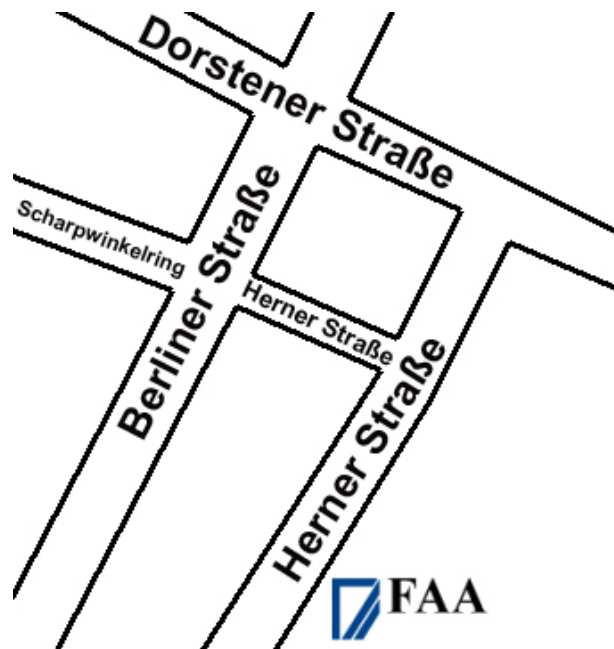 Dorstener Straße
Scharpwinkelring
Berliner Straße
Herner Straße
Herner Straße
FAA